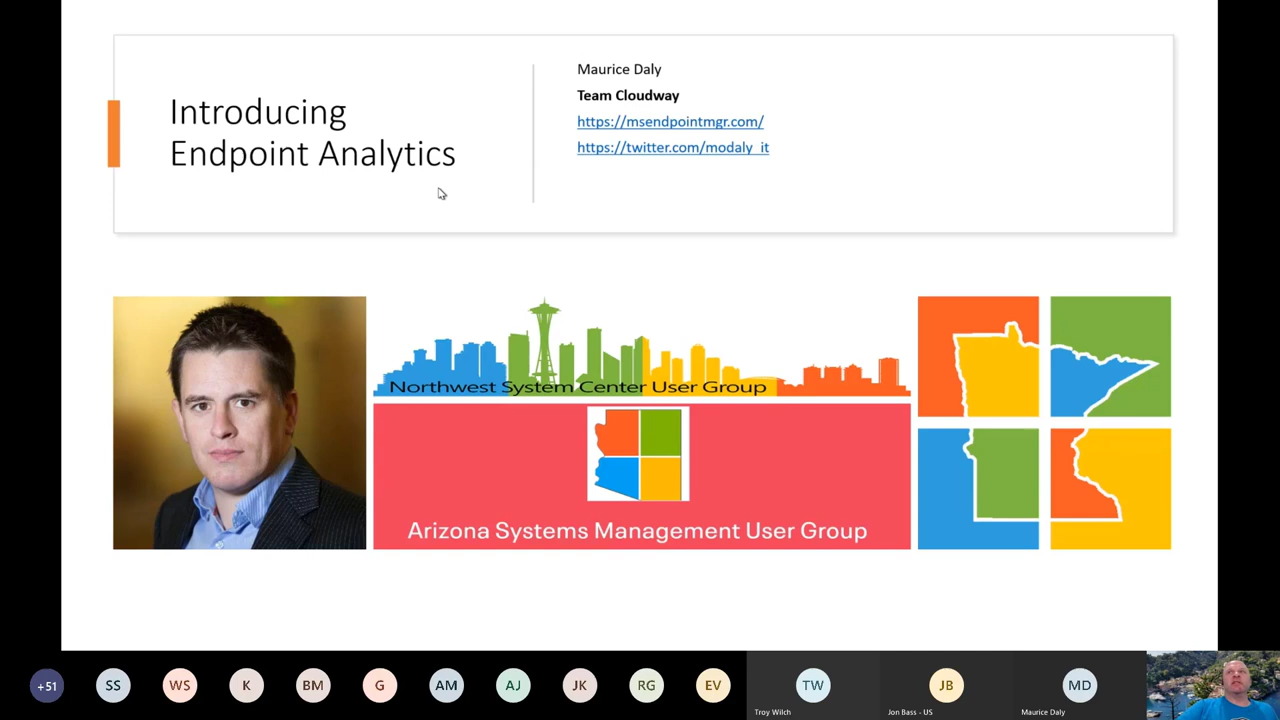 Introducing
Endpoint Analytics
Maurice Daly
Team Cloudway
https://msendpointmgr.com/
https://twitter.com/modaly_it
Northwest System Center User Group
Arizona Systems Management User Group
+51
SS
WS
K
BM
G
AM
AJ
JK
RG
EV
TW
Troy Wilch
JB
Jon Bass - US
MD
Maurice Daly